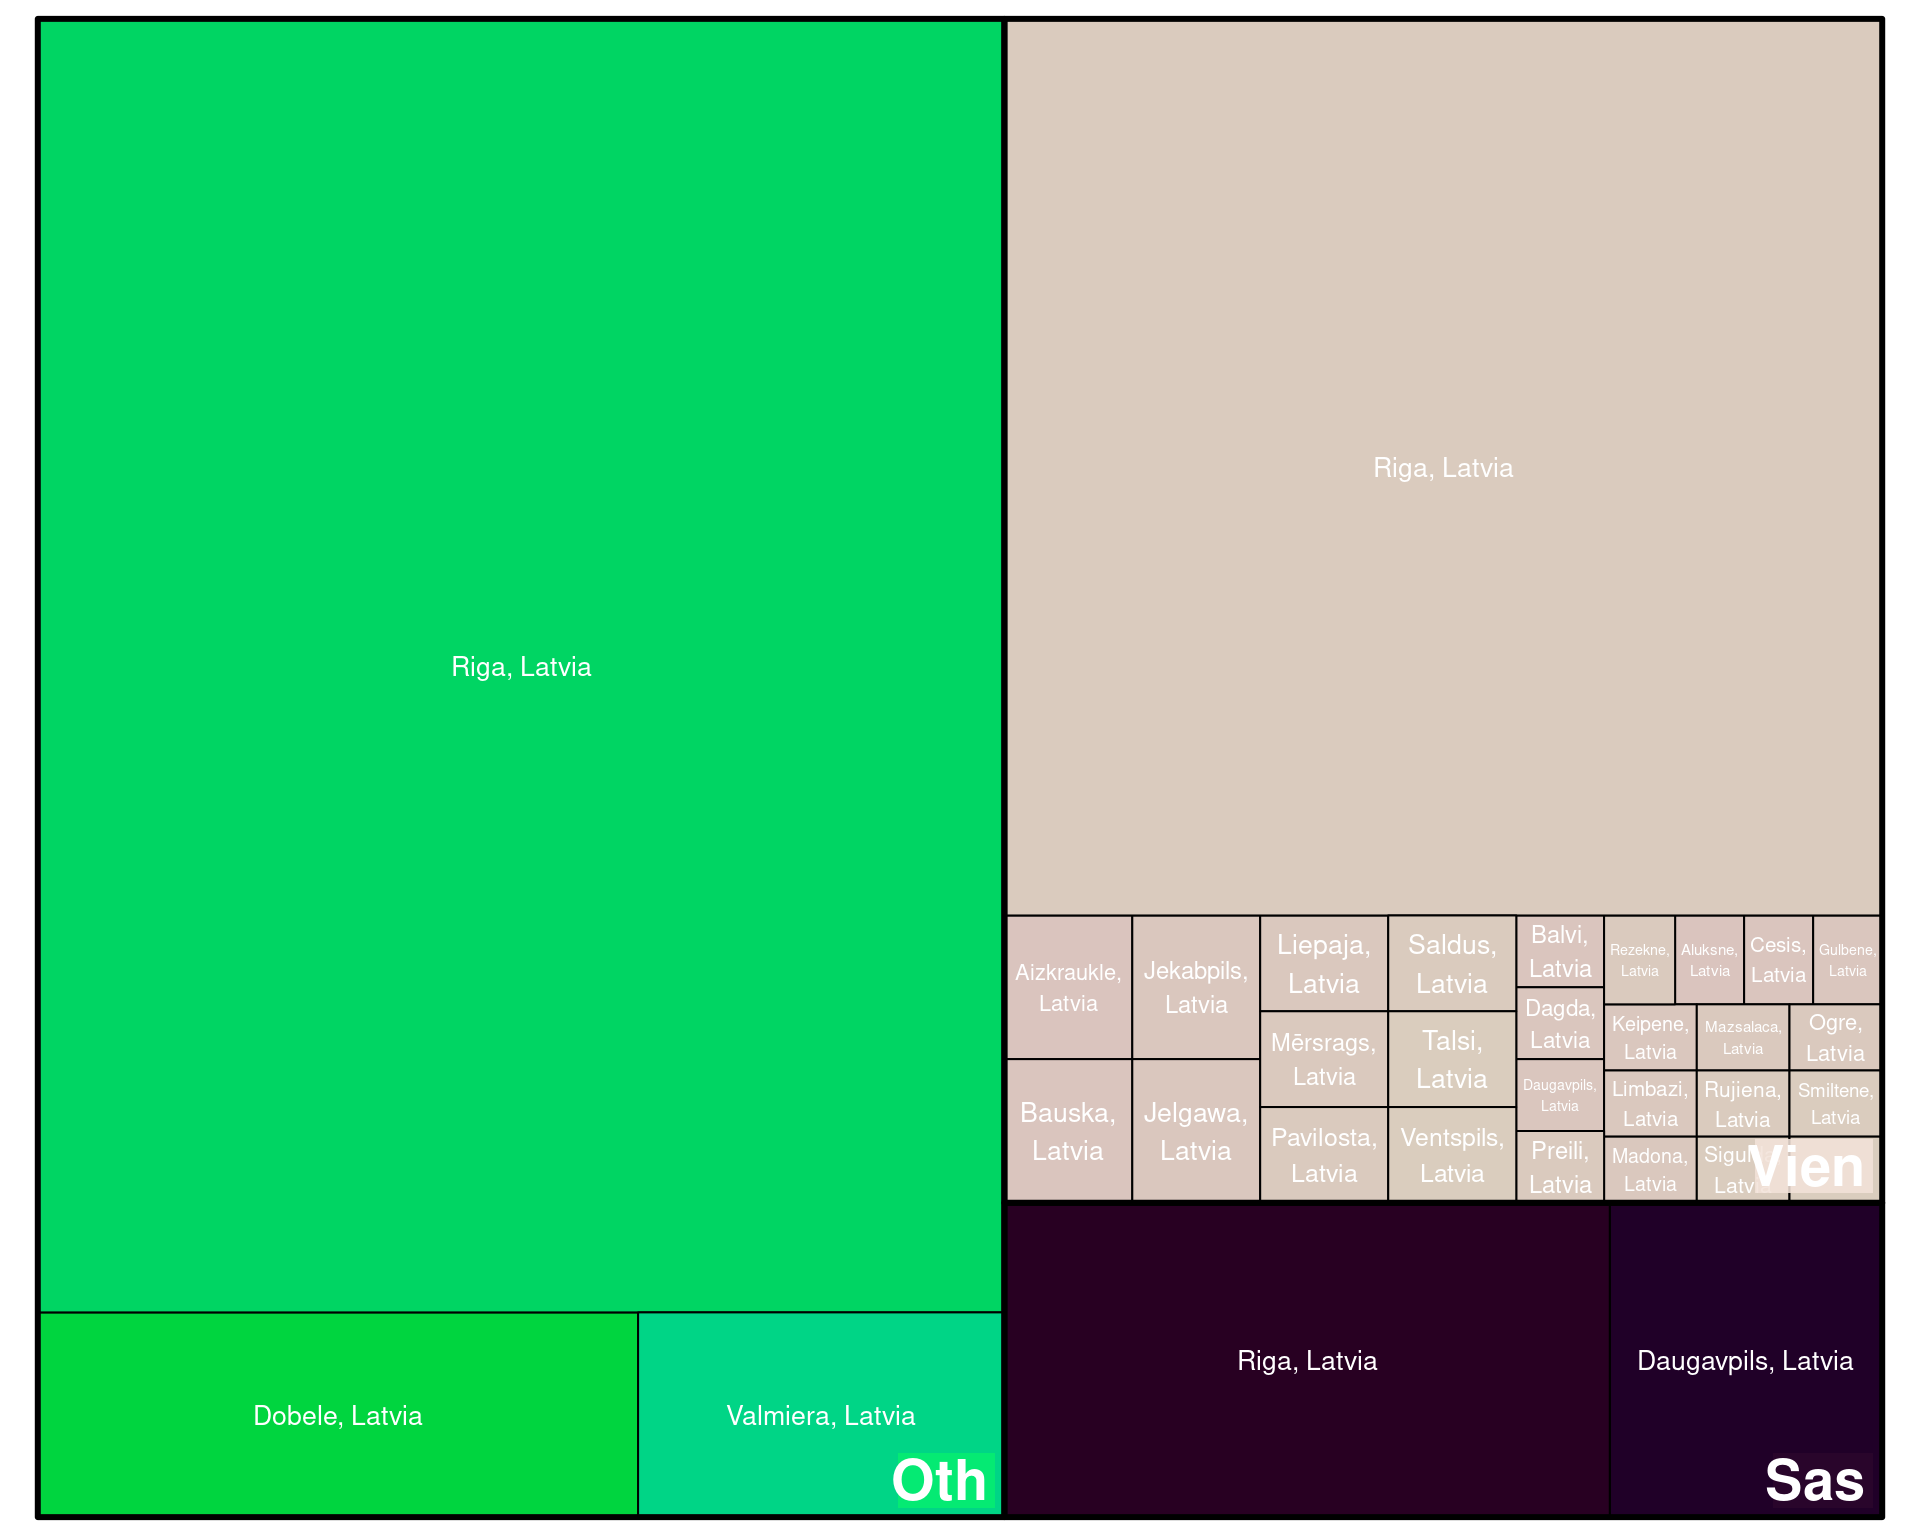 Riga, Latvia
Dobele, Latvia
Valmiera, Latvia
Oth
Riga, Latvia
Aizkraukle,
Latvia
Bauska,
Latvia
Jekabpils,
Latvia
Jelgawa,
Latvia
Liepaja,
Latvia
Mērsrags,
Latvia
Pavilosta,
Latvia
Saldus,
Latvia
Talsi,
Latvia
Ventspils,
Latvia
Balvi,
Latvia
Dagda,
Latvia
Daugavpils,
Latvia
Preili,
Latvia
Rezekne,
Latvia
Aluksne,
Latvia
Cesis,
Latvia
Gulbene,
Latvia
Keipene,
Latvia
Mazsalaca,
Latvia
Ogre,
Latvia
Limbazi,
Latvia
Rujiena,
Latvia
Smiltene,
Latvia
Madona,
Latvia
Vien
Riga, Latvia
Daugavpils, Latvia
Sas